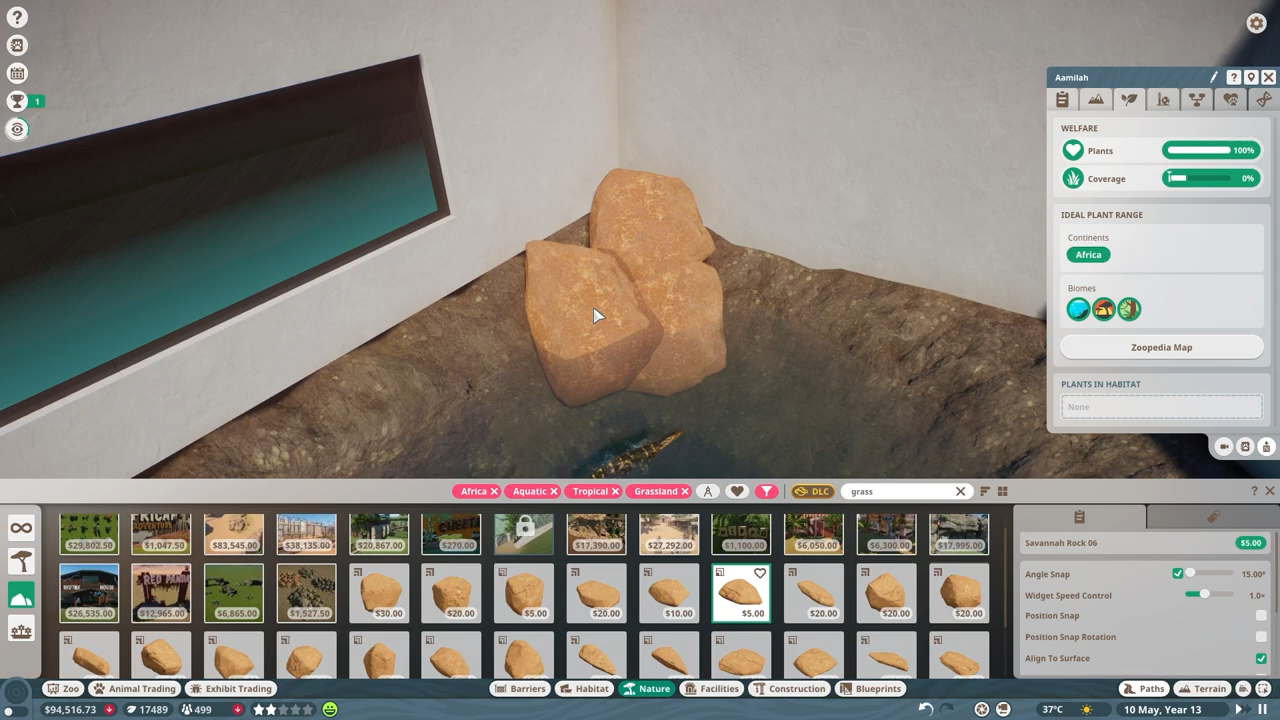 ?
1
Aamilah
?
WELFARE
Plants 100%
Coverage 0%
IDEAL PLANT RANGE
Continents
Africa
Biomes
Zoopedia Map
PLANTS IN HABITAT
None
Africa Aquatic Tropical Grassland DLC grass
?
$29,802.50 $1,047.50 $83,545.00 $38,135.00 $20,867.00 $270.00 $17,390.00 $27,292.00 $1,100.00 $6,050.00 $6,300.00 $17,995.00
RED PANDA
$26,535.00 $12,965.00 $6,865.00 $1,527.50 $30.00 $20.00 $5.00 $20.00 $10.00 $5.00 $20.00 $20.00 $20.00
Savannah Rock 06 $5.00
Angle Snap 15.00°
Widget Speed Control 1.0×
Position Snap
Position Snap Rotation
Align To Surface
Zoo Animal Trading Exhibit Trading Barriers Habitat Nature Facilities Construction Blueprints Paths Terrain
$94,516.73 17489 499 37°C 10 May, Year 13